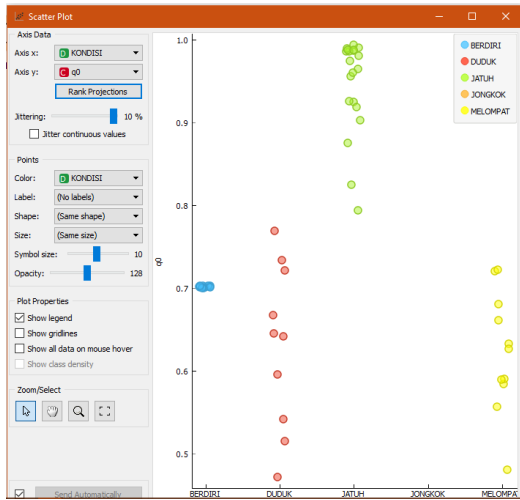 Scatter Plot
Axis Data
Axis x: D KONDISI
Axis y: C q0
Rank Projections
Jittering: 10 %
Jitter continuous values
Points
Color: D KONDISI
Label: (No labels)
Shape: (Same shape)
Size: (Same size)
Symbol size: 10
Opacity: 128
Plot Properties
Show legend
Show gridlines
Show all data on mouse hover
Show class density
Zoom/Select
Send Automatically
1.0
0.9
0.8
0.7
0.6
0.5
q0
BERDIRI DUDUK JATUH JONGKOK MELOMPAT
BERDIRI
DUDUK
JATUH
JONGKOK
MELOMPAT